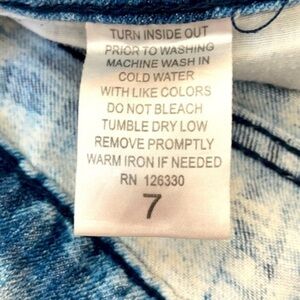 TURN INSIDE OUT
PRIOR TO WASHING
MACHINE WASH IN
COLD WATER
WITH LIKE COLORS
DO NOT BLEACH
TUMBLE DRY LOW
REMOVE PROMPTLY
WARM IRON IF NEEDED
RN 126330
7